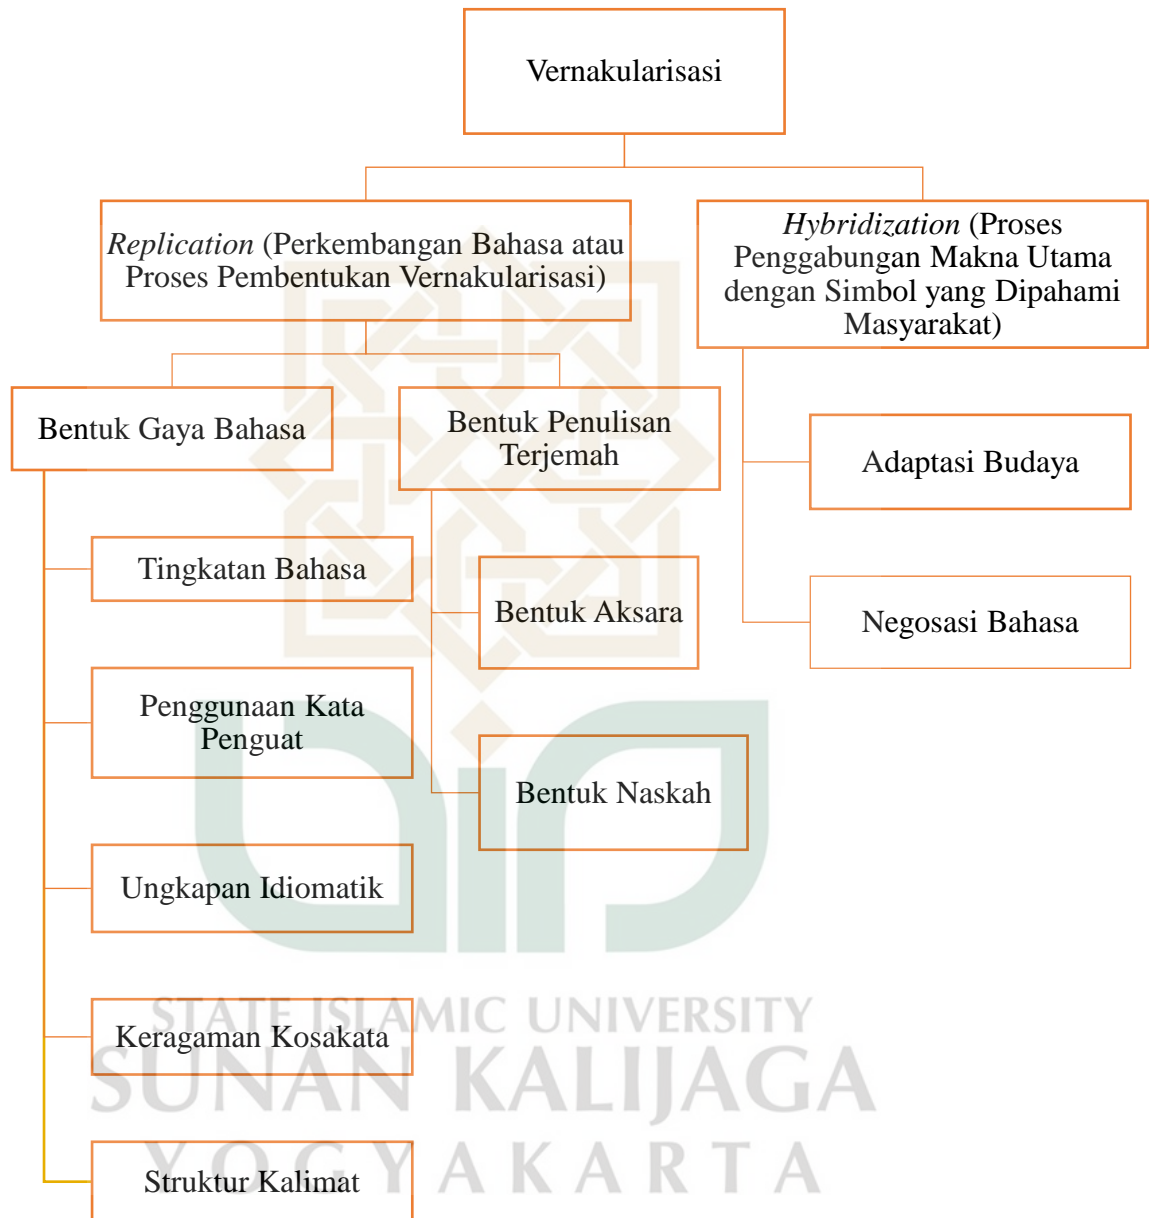 Vernakularisasi
Replication (Perkembangan Bahasa atau
Proses Pembentukan Vernakularisasi)
Hybridization (Proses
Penggabungan Makna Utama
dengan Simbol yang Dipahami
Masyarakat)
Bentuk Gaya Bahasa
Bentuk Penulisan
Terjemah
Adaptasi Budaya
Tingkatan Bahasa
Bentuk Aksara
Negosasi Bahasa
Penggunaan Kata
Penguat
Bentuk Naskah
Ungkapan Idiomatik
Keragaman Kosakata
Struktur Kalimat
STATE ISLAMIC UNIVERSITY
SUNAN KALIJAGA
YOGYAKARTA